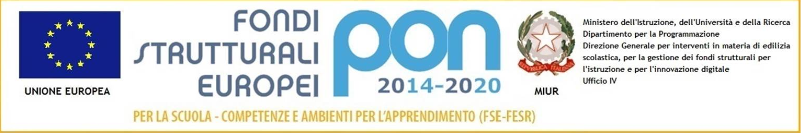 UNIONE EUROPEA
FONDI
STRUTTURALI
EUROPEI
pon
2014-2020
MIUR
Ministero dell'Istruzione, dell'Università e della Ricerca
Dipartimento per la Programmazione
Direzione Generale per interventi in materia di edilizia
scolastica, per la gestione dei fondi strutturali per
l'istruzione e per l'innovazione digitale
Ufficio IV
PER LA SCUOLA - COMPETENZE E AMBIENTI PER L'APPRENDIMENTO (FSE-FESR)